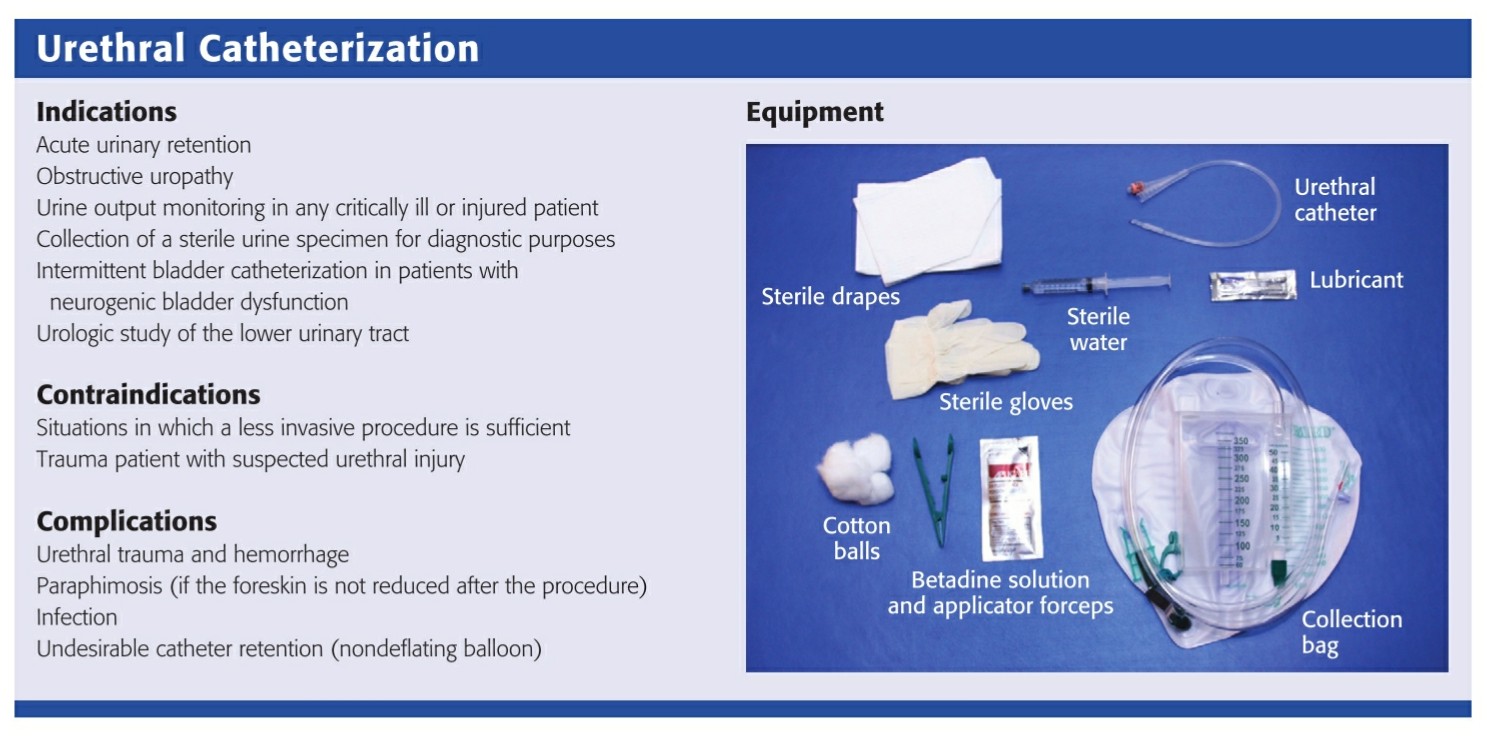 Urethral Catheterization
Indications
Acute urinary retention
Obstructive uropathy
Urine output monitoring in any critically ill or injured patient
Collection of a sterile urine specimen for diagnostic purposes
Intermittent bladder catheterization in patients with
neurogenic bladder dysfunction
Urologic study of the lower urinary tract
Contraindications
Situations in which a less invasive procedure is sufficient
Trauma patient with suspected urethral injury
Complications
Urethral trauma and hemorrhage
Paraphimosis (if the foreskin is not reduced after the procedure)
Infection
Undesirable catheter retention (nondeflating balloon)
Equipment
Urethral
catheter
Sterile drapes
Lubricant
Sterile
water
Sterile gloves
Cotton
balls
Betadine solution
and applicator forceps
Collection
bag
350
300
250
200
150
100
50
40
30
20
10